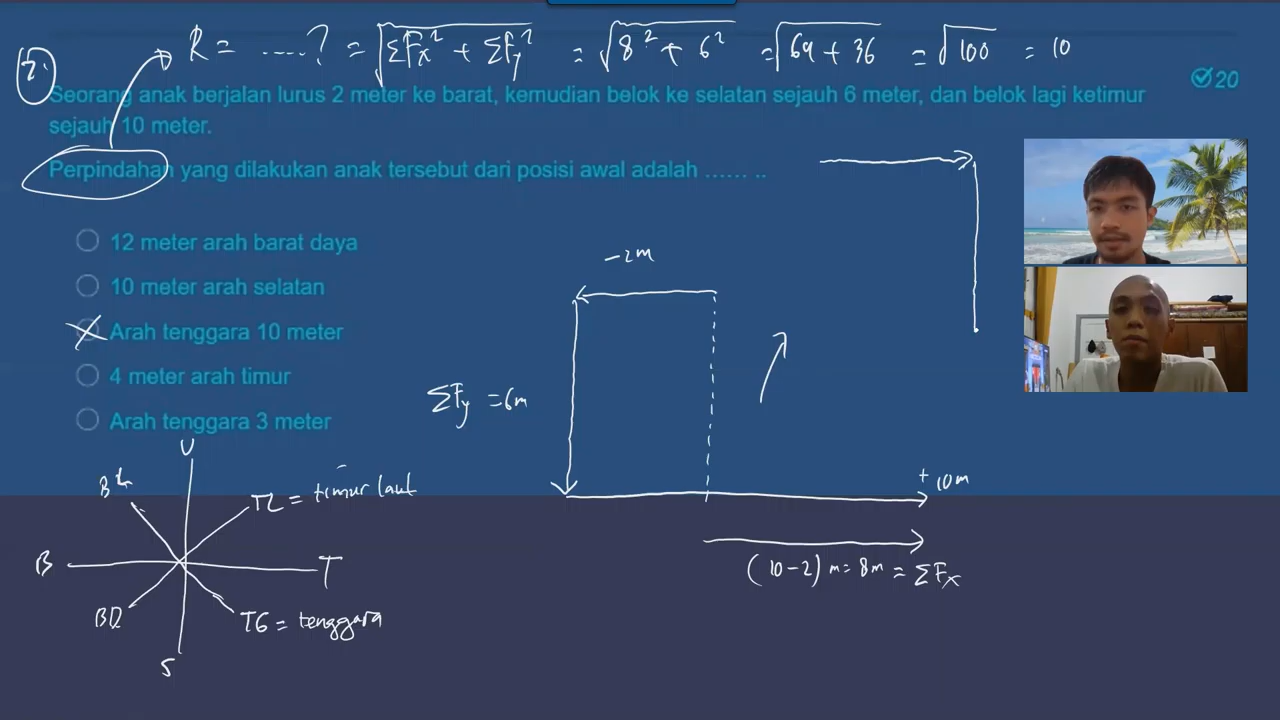 2.
R = .....? = √ΣFx² + ΣFy² = √8² + 6² = √64 + 36 = √100 = 10
20
Seorang anak berjalan lurus 2 meter ke barat, kemudian belok ke selatan sejauh 6 meter, dan belok lagi ketimur
sejauh 10 meter.
Perpindahan yang dilakukan anak tersebut dari posisi awal adalah ...... ..
12 meter arah barat daya
10 meter arah selatan
X Arah tenggara 10 meter
4 meter arah timur
Arah tenggara 3 meter
-2m
ΣFy = 6m
+ 10m
(10-2) m = 8m = ΣFx
U
BL
TL = timur laut
B
T
BD
TG = tenggara
S